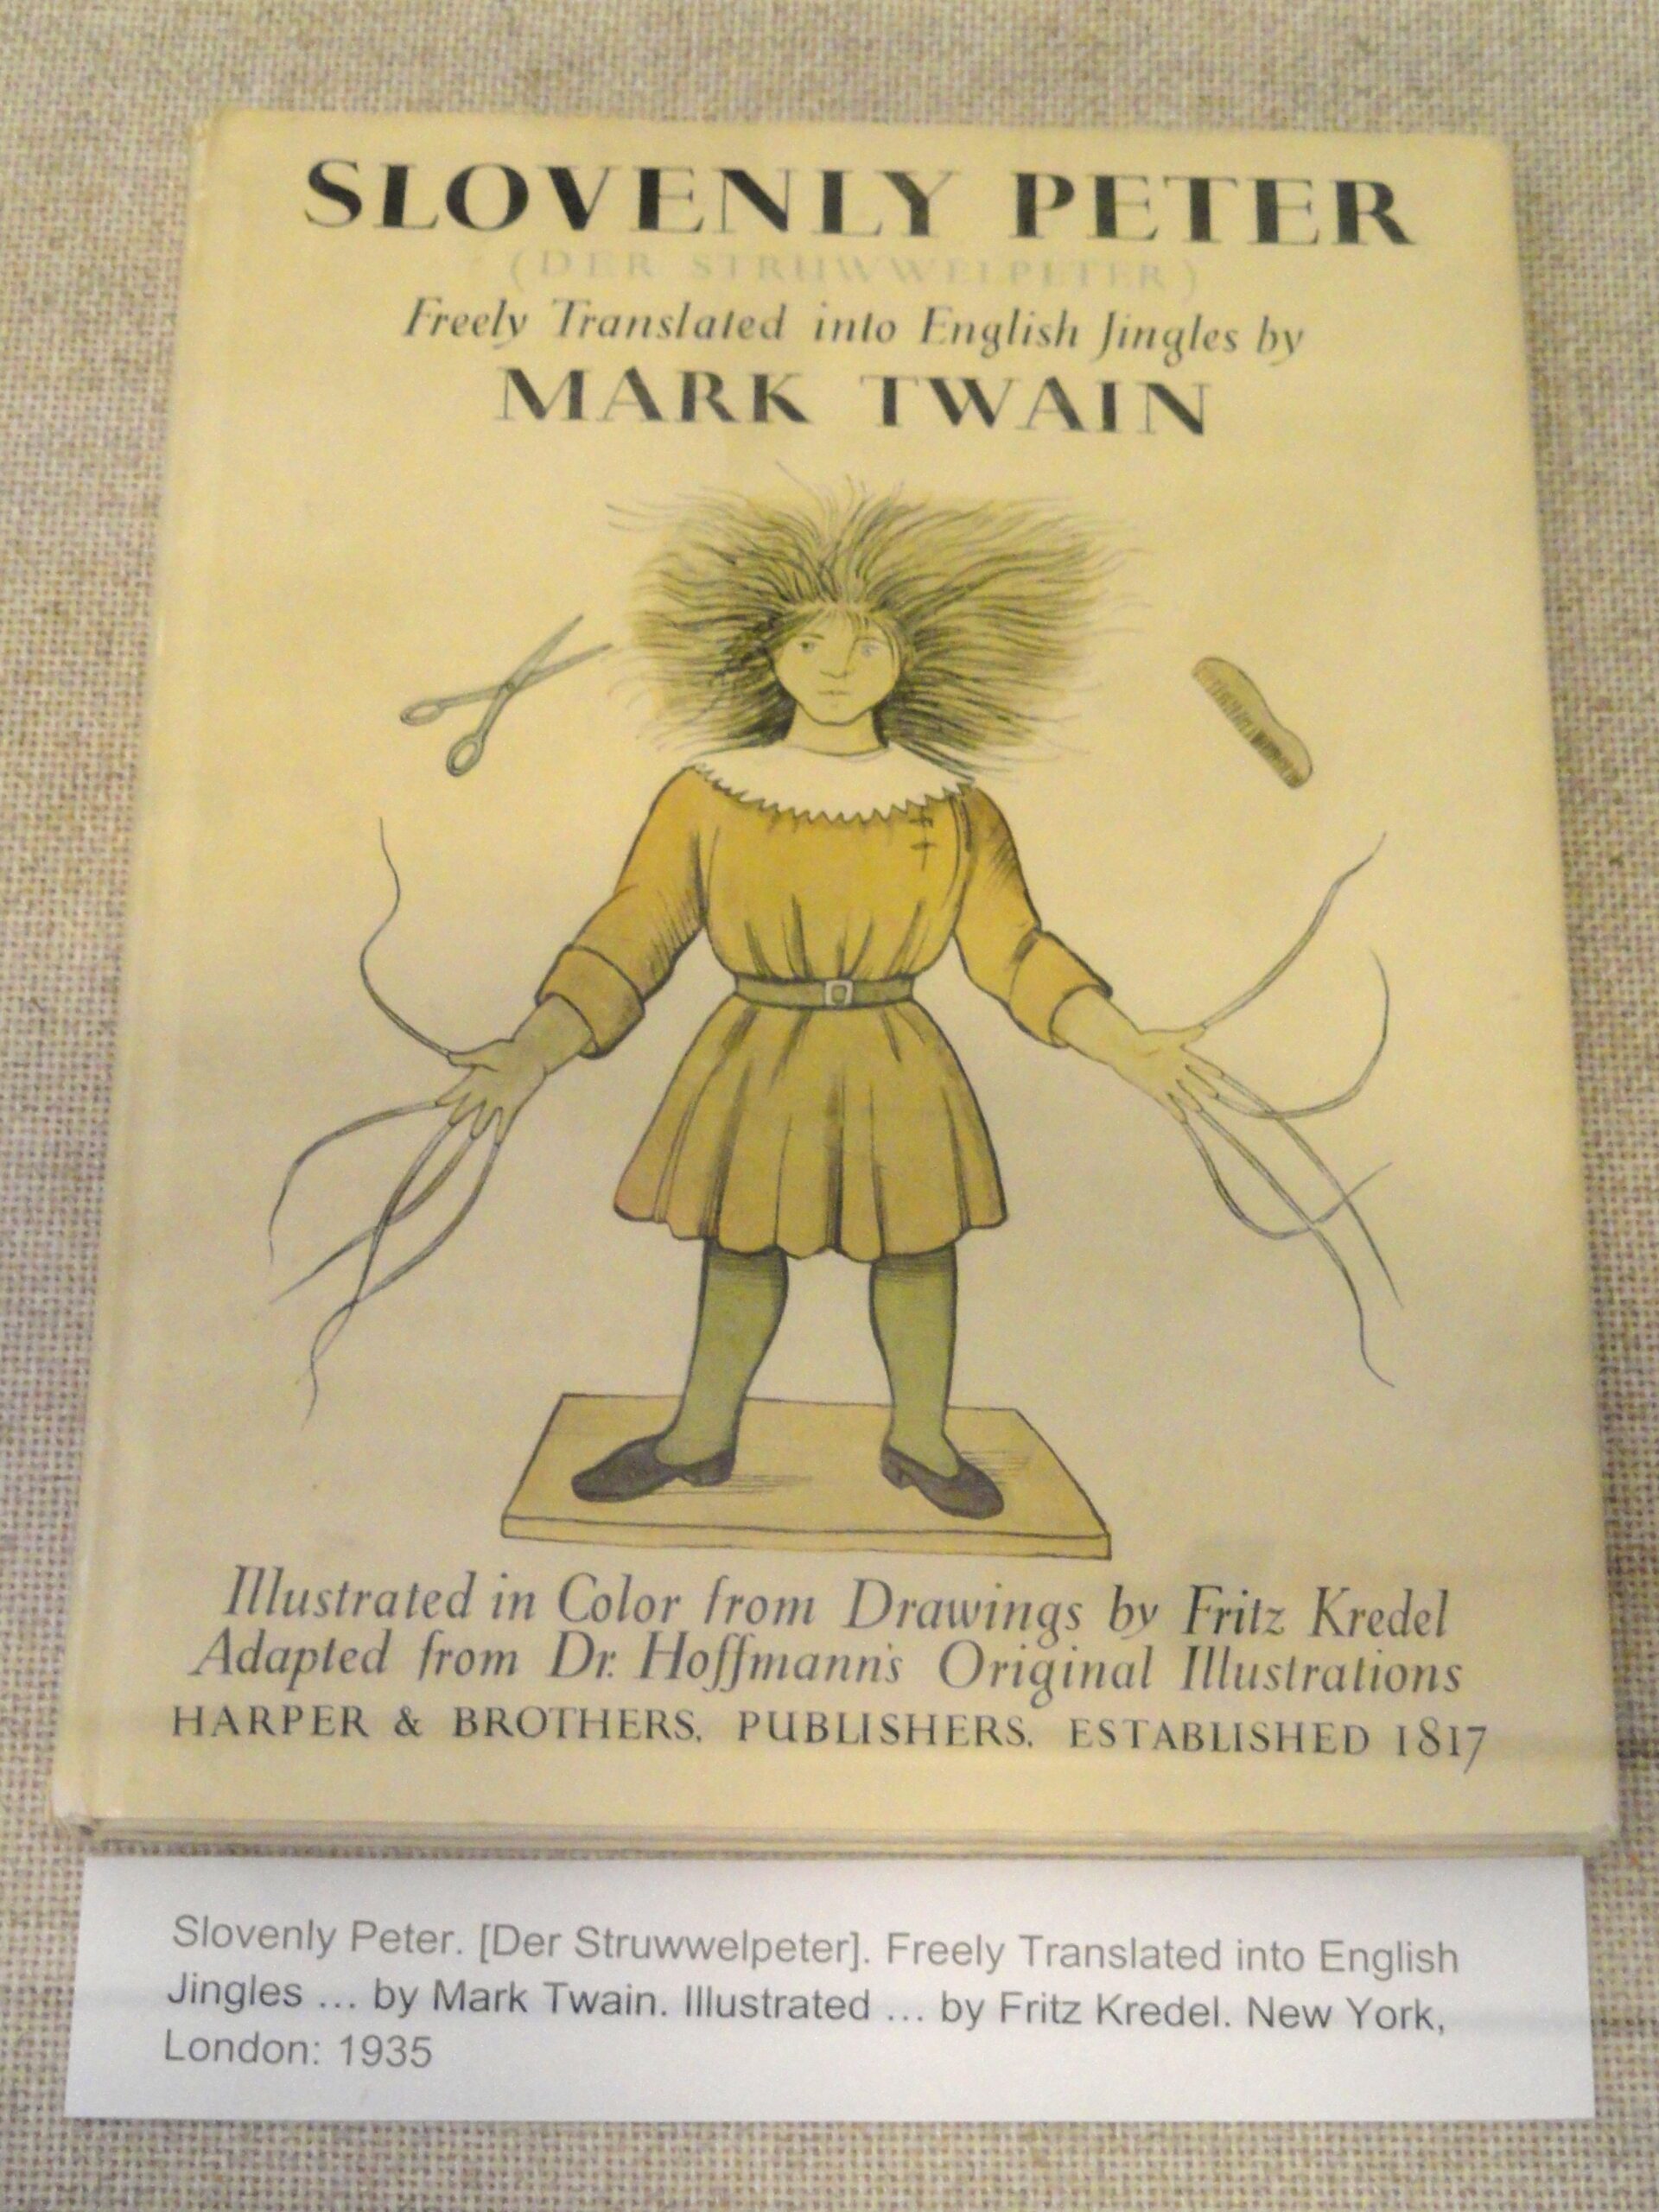 SLOVENLY PETER
(DER STRUWWELPETER)
Freely Translated into English Jingles by
MARK TWAIN
Illustrated in Color from Drawings by Fritz Kredel
Adapted from Dr. Hoffmann's Original Illustrations
HARPER & BROTHERS, PUBLISHERS, ESTABLISHED 1817
Slovenly Peter. [Der Struwwelpeter]. Freely Translated into English
Jingles ... by Mark Twain. Illustrated ... by Fritz Kredel. New York,
London: 1935